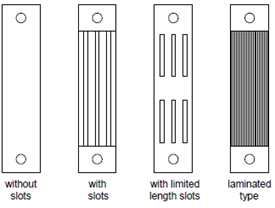 without
slots
with
slots
with limited
length slots
laminated
type